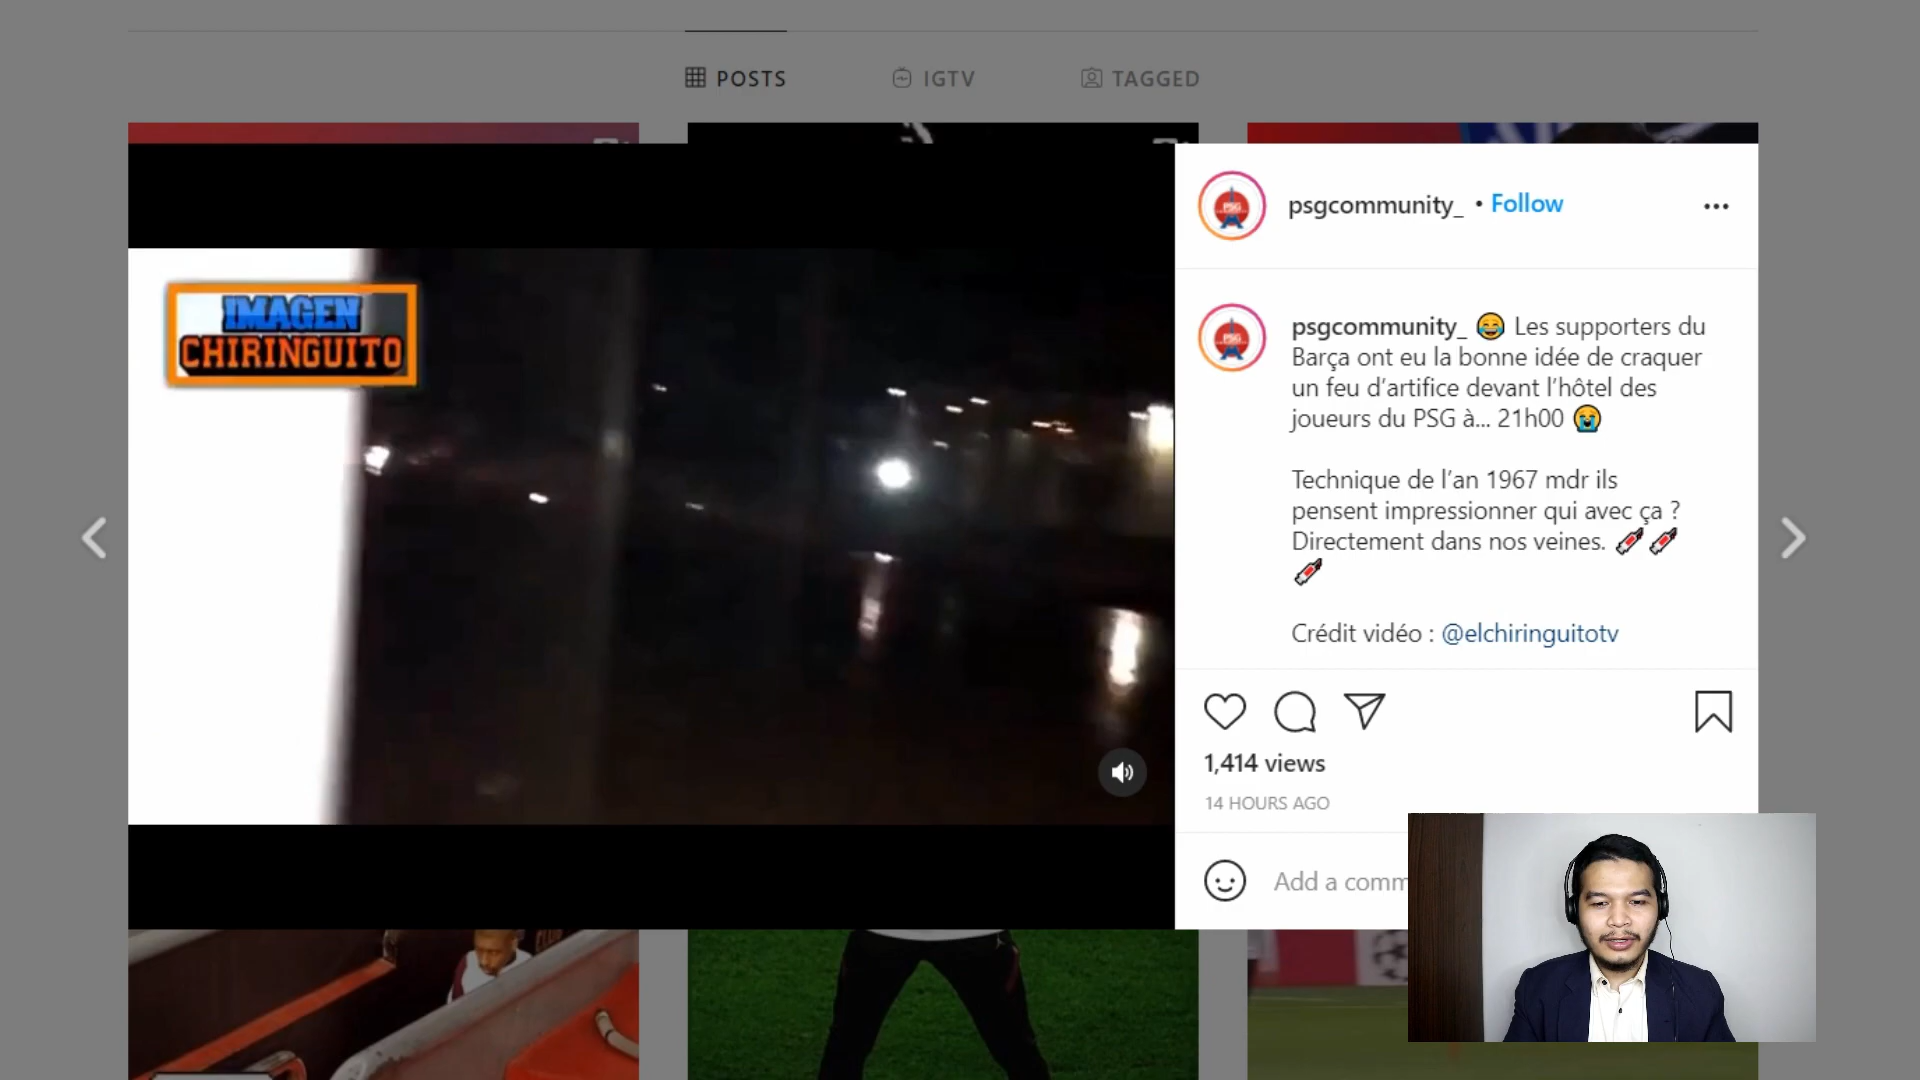 POSTS
IGTV
TAGGED
IMAGEN
CHIRINGUITO
PSG
psgcommunity_ • Follow
PSG
psgcommunity_ 😂 Les supporters du
Barça ont eu la bonne idée de craquer
un feu d’artifice devant l’hôtel des
joueurs du PSG à... 21h00 😭
Technique de l’an 1967 mdr ils
pensent impressionner qui avec ça ?
Directement dans nos veines. 💉💉
💉
Crédit vidéo : @elchiringuitotv
1,414 views
14 HOURS AGO
Add a comm